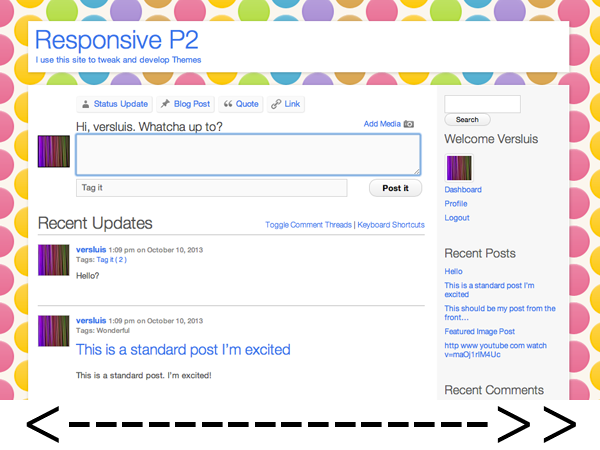 Responsive P2
I use this site to tweak and develop Themes
Status Update Blog Post Quote Link
Hi, versluis. Whatcha up to?
Add Media
Tag it
Post it
Recent Updates
Toggle Comment Threads | Keyboard Shortcuts
versluis 1:09 pm on October 10, 2013
Tags: Tag it ( 2 )
Hello?
versluis 1:09 pm on October 10, 2013
Tags: Wonderful
This is a standard post I'm excited
This is a standard post. I'm excited!
Search
Welcome Versluis
Dashboard
Profile
Logout
Recent Posts
Hello
This is a standard post I'm
excited
This should be my post from the
front...
Featured Image Post
http www youtube com watch
v=maOj1rIM4Uc
Recent Comments
<-------------->>